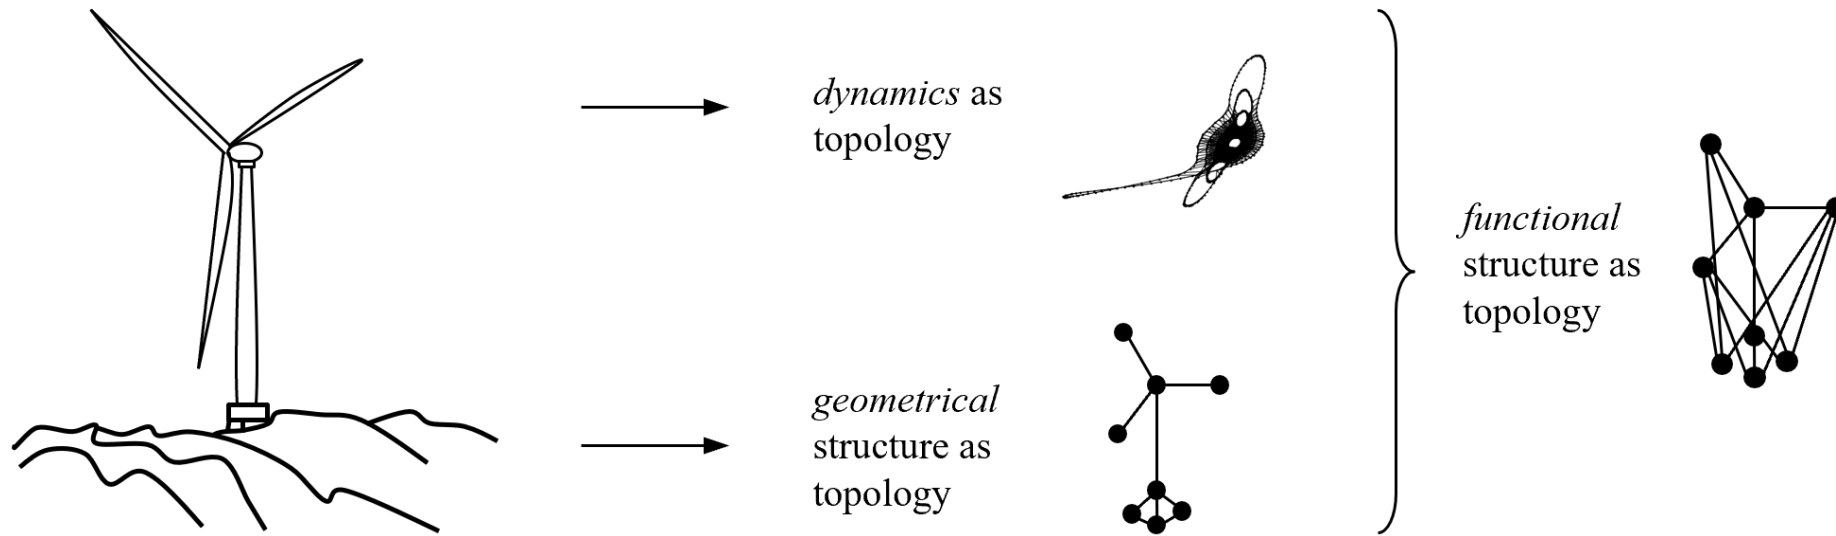 dynamics as
topology
geometrical
structure as
topology
functional
structure as
topology